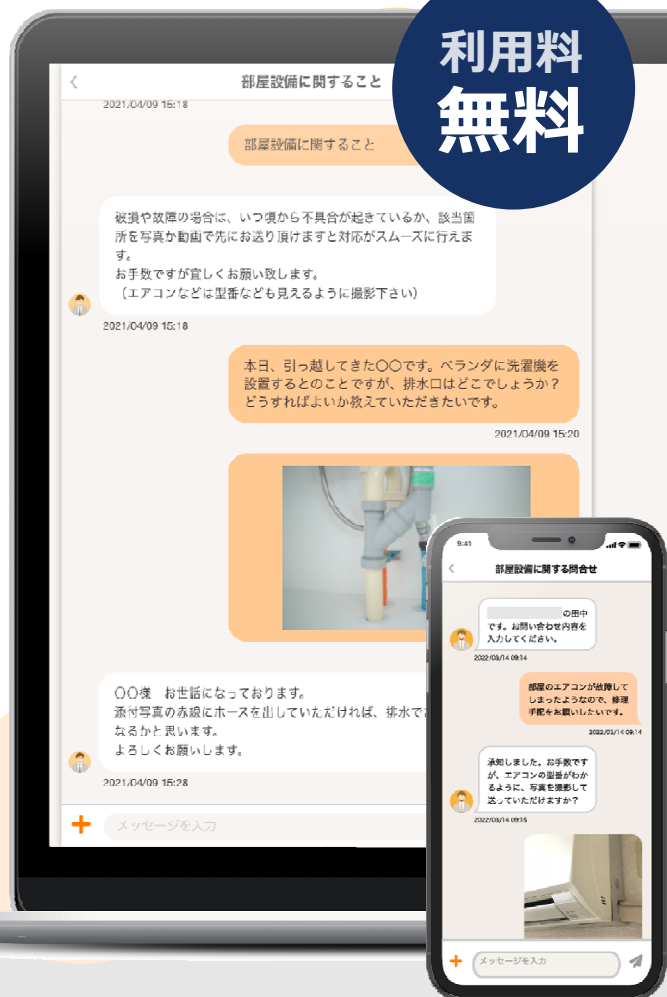 利用料
無料
部屋設備に関すること
2021/04/09 15:18
部屋設備に関すること
破損や故障の場合は、いつ頃から不具合が起きているか、該当箇
所を写真か動画で先にお送り頂けますと対応がスムーズに行えま
す。
お手数ですが宜しくお願い致します。
（エアコンなどは型番なども見えるように撮影下さい）
2021/04/09 15:18
本日、引っ越してきた〇〇です。ベランダに洗濯機を
設置するとのことですが、排水口はどこでしょうか？
どうすればよいか教えていただきたいです。
2021/04/09 15:20
〇〇様　お世話になっております。
添付写真の赤線にホースを出していただければ、排水で
なるかと思います。
よろしくお願いします。
2021/04/09 15:28
メッセージを入力
9:41
部屋設備に関する問合せ
の田中
です。お問い合わせ内容を
入力してください。
2022/03/14 09:14
部屋のエアコンが故障して
しまったようなので、修理
手配をお願いしたいです。
2022/03/14 09:14
承知しました。お手数です
が、エアコンの型番がわか
るように、写真を撮影して
送っていただけますか？
2022/03/14 09:15
メッセージを入力